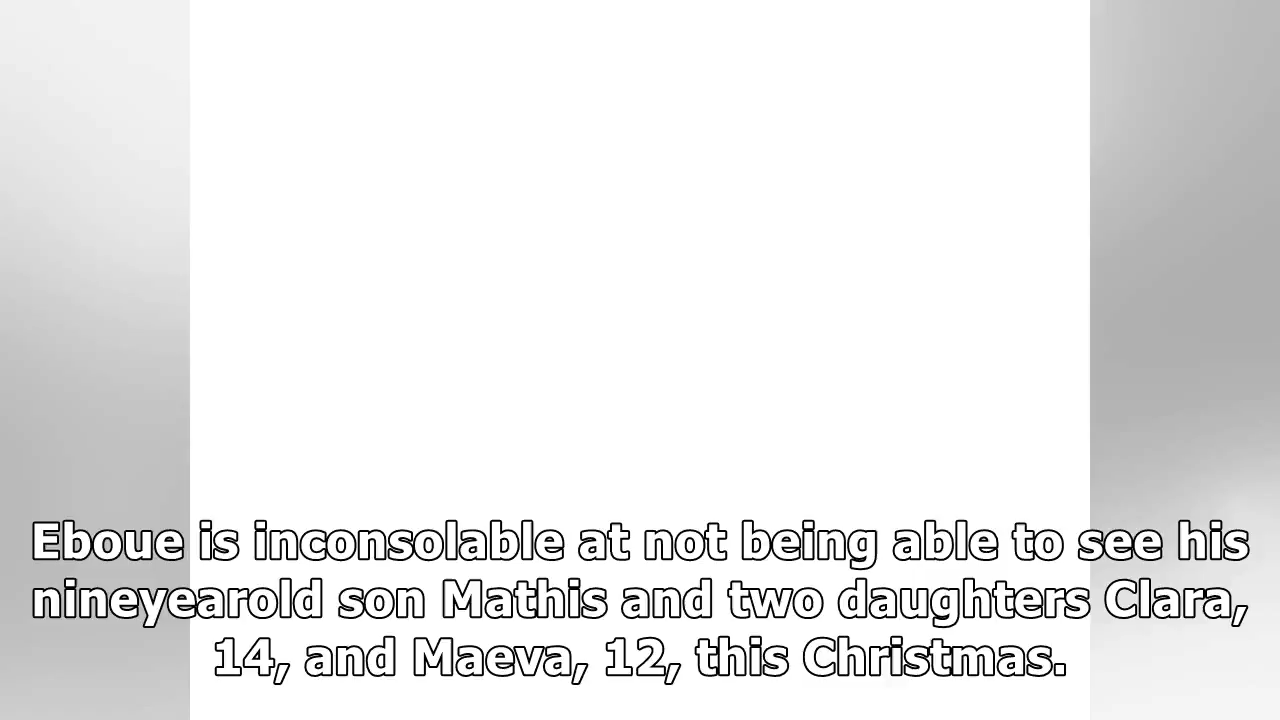 Eboue is inconsolable at not being able to see his
nineyearold son Mathis and two daughters Clara,
14, and Maeva, 12, this Christmas.